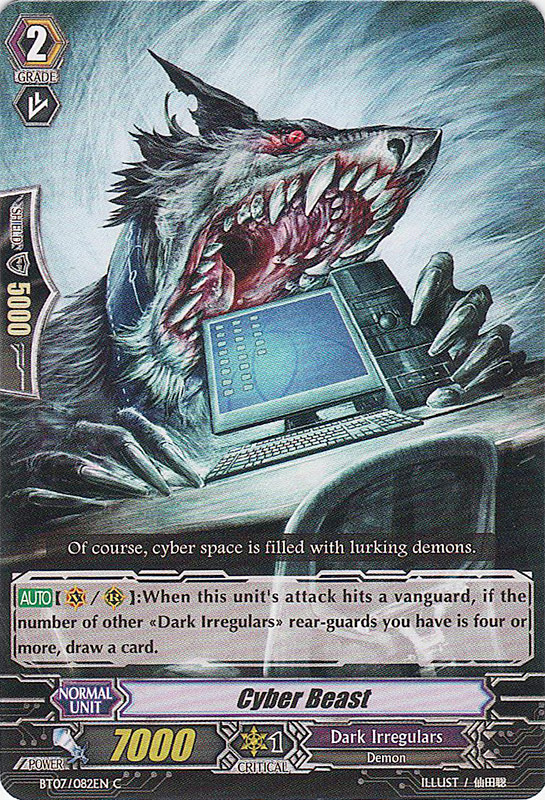 2
GRADE
SHIELD
5000
Of course, cyber space is filled with lurking demons.
AUTO [ V / R ]:When this unit's attack hits a vanguard, if the
number of other «Dark Irregulars» rear-guards you have is four or
more, draw a card.
NORMAL
UNIT
Cyber Beast
POWER
7000
1
CRITICAL
Dark Irregulars
Demon
BT07/082EN C
ILLUST / 仙田聡